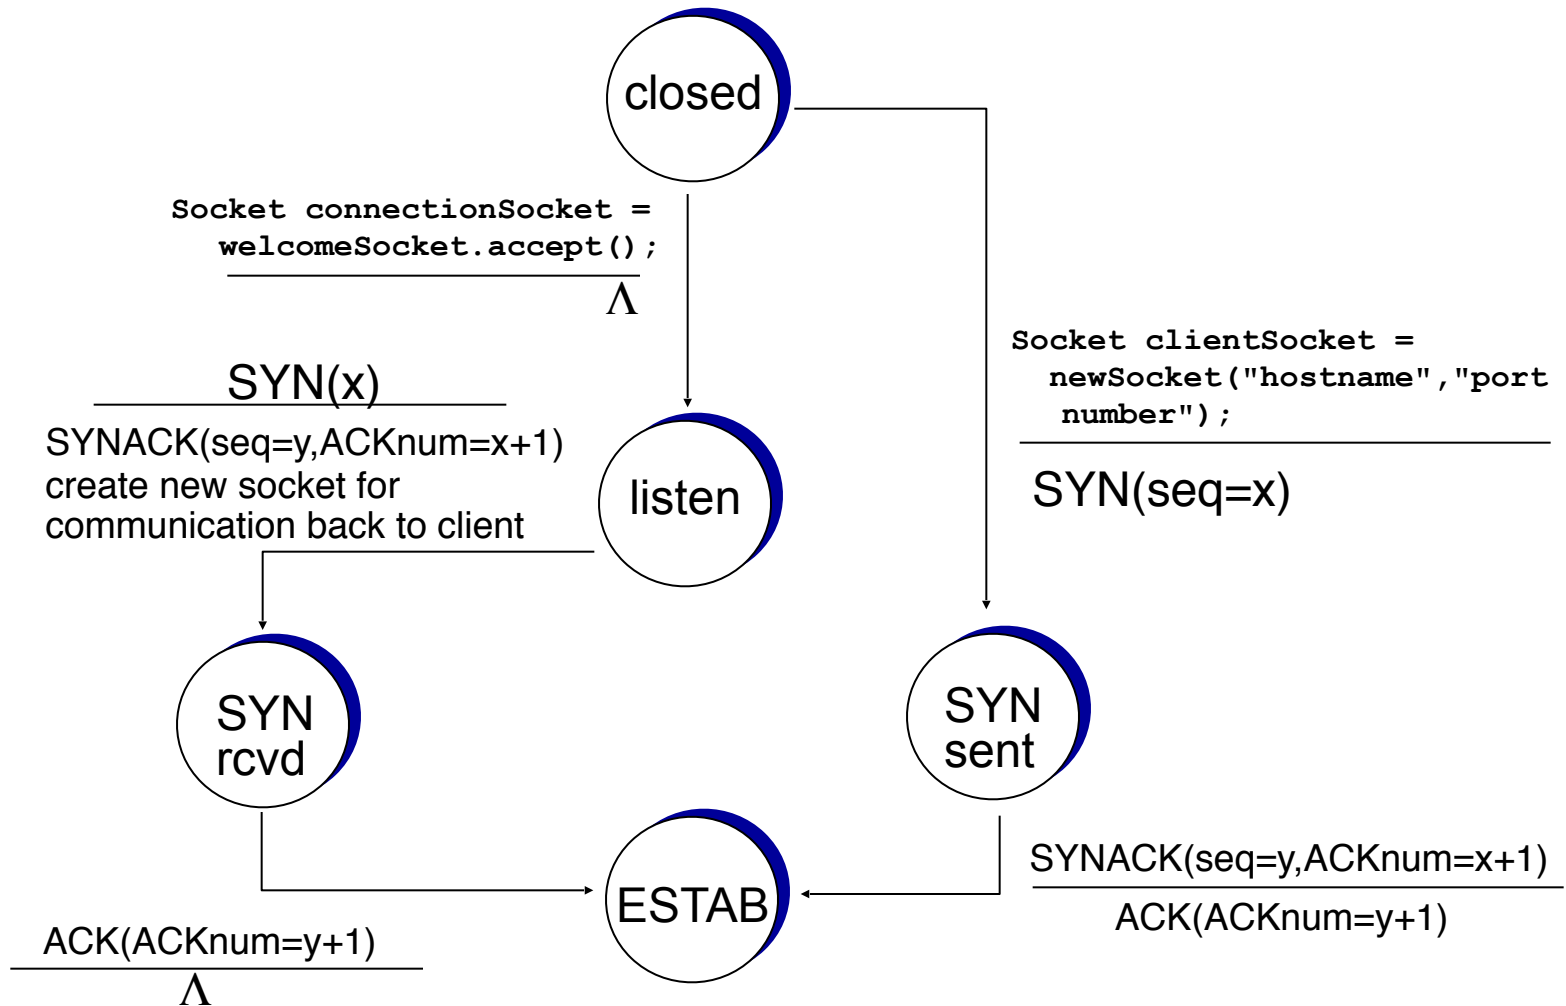 closed
Socket connectionSocket =
welcomeSocket.accept();
Λ
Socket clientSocket =
newSocket("hostname","port
number");
SYN(seq=x)
SYN(x)
SYNACK(seq=y,ACKnum=x+1)
create new socket for
communication back to client
listen
SYN
rcvd
SYN
sent
ESTAB
SYNACK(seq=y,ACKnum=x+1)
ACK(ACKnum=y+1)
ACK(ACKnum=y+1)
Λ